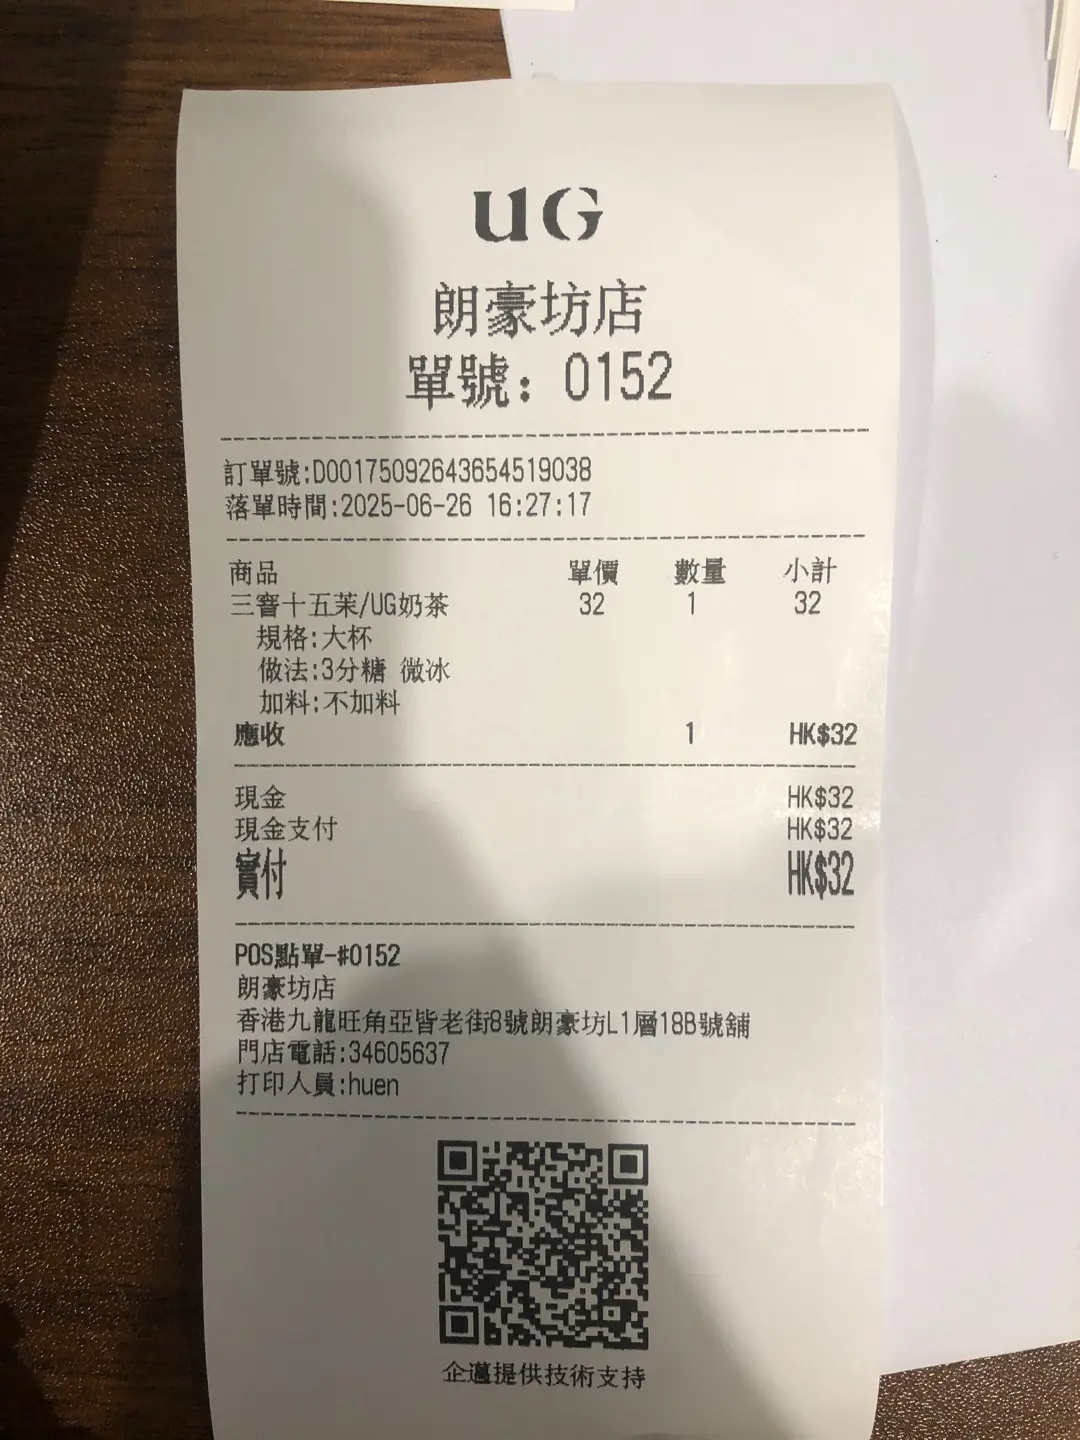 UG
朗豪坊店
單號: 0152
訂單號:D001750926436545​19038
落單時間:2025-06-26 16:27:17
商品 單價 數量 小計
三窨十五茉/UG奶茶 32 1 32
規格:大杯
做法:3分糖 微冰
加料:不加料
應收 1 HK$32
現金 HK$32
現金支付 HK$32
實付 HK$32
POS點單-#0152
朗豪坊店
香港九龍旺角亞皆老街8號朗豪坊L1層18B號舖
門店電話:34605637
打印人員:huen
企邁提供技術支持